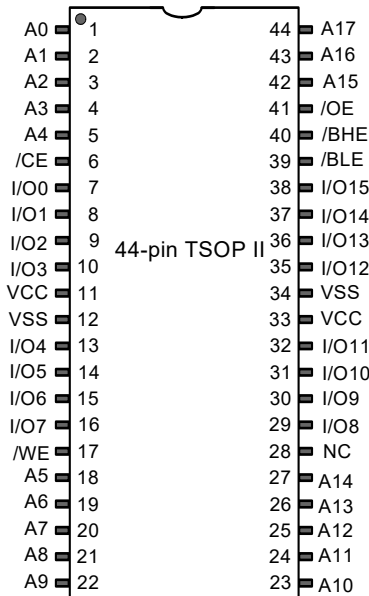 A0 1 44 A17
A1 2 43 A16
A2 3 42 A15
A3 4 41 /OE
A4 5 40 /BHE
/CE 6 39 /BLE
I/O0 7 38 I/O15
I/O1 8 37 I/O14
I/O2 9 44-pin TSOP II 36 I/O13
I/O3 10 35 I/O12
VCC 11 34 VSS
VSS 12 33 VCC
I/O4 13 32 I/O11
I/O5 14 31 I/O10
I/O6 15 30 I/O9
I/O7 16 29 I/O8
/WE 17 28 NC
A5 18 27 A14
A6 19 26 A13
A7 20 25 A12
A8 21 24 A11
A9 22 23 A10